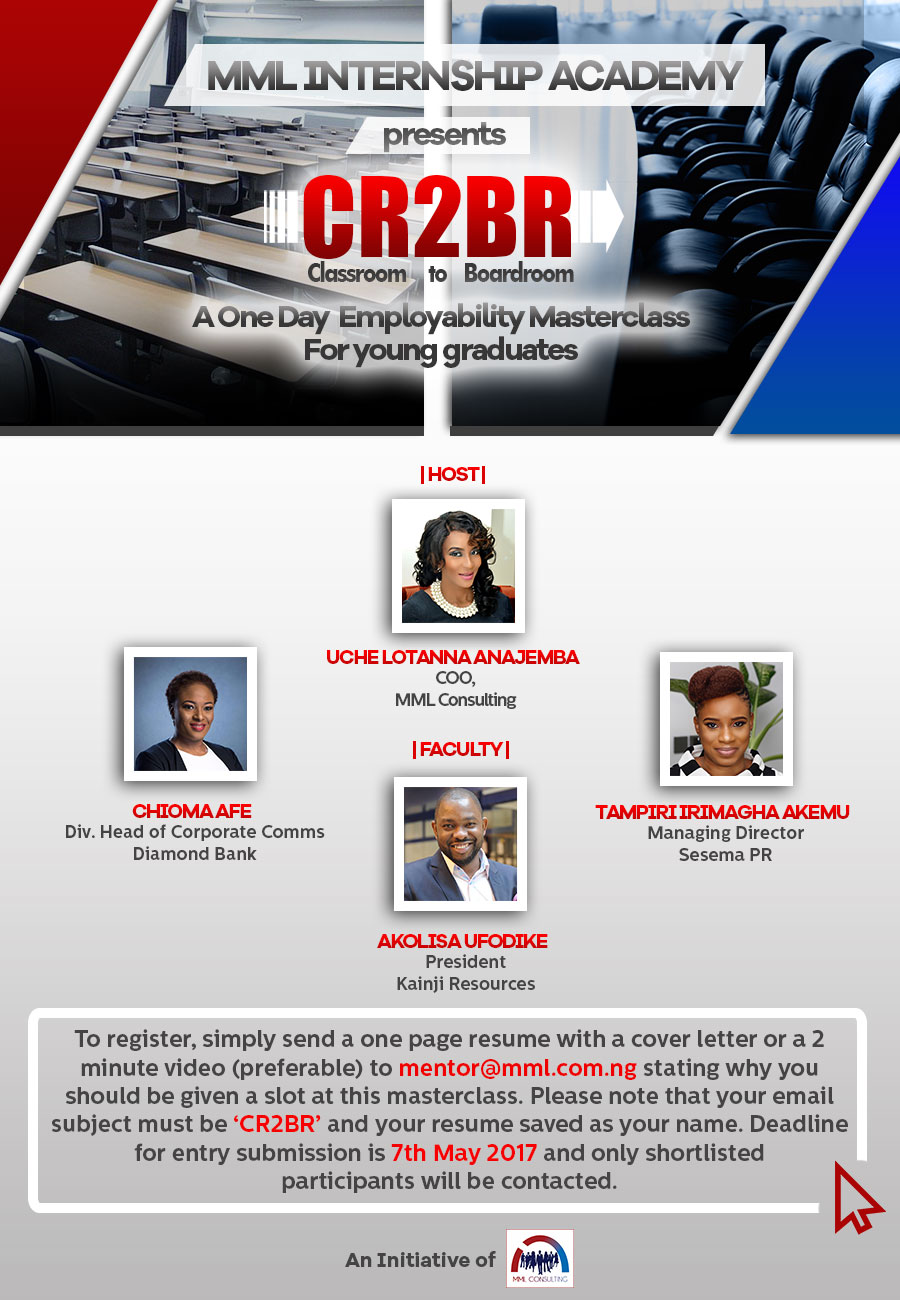 MML INTERNSHIP ACADEMY
presents
CR2BR
Classroom to Boardroom
A One Day Employability Masterclass
For young graduates
| HOST |
UCHE LOTANNA ANAJEMBA
COO,
MML Consulting
CHIOMA AFE
Div. Head of Corporate Comms
Diamond Bank
| FACULTY |
AKOLISA UFODIKE
President
Kainji Resources
TAMPIRI IRIMAGHA AKEMU
Managing Director
Sesema PR
To register, simply send a one page resume with a cover letter or a 2
minute video (preferable) to mentor@mml.com.ng stating why you
should be given a slot at this masterclass. Please note that your email
subject must be ‘CR2BR’ and your resume saved as your name. Deadline
for entry submission is 7th May 2017 and only shortlisted
participants will be contacted.
An Initiative of
MML CONSULTING